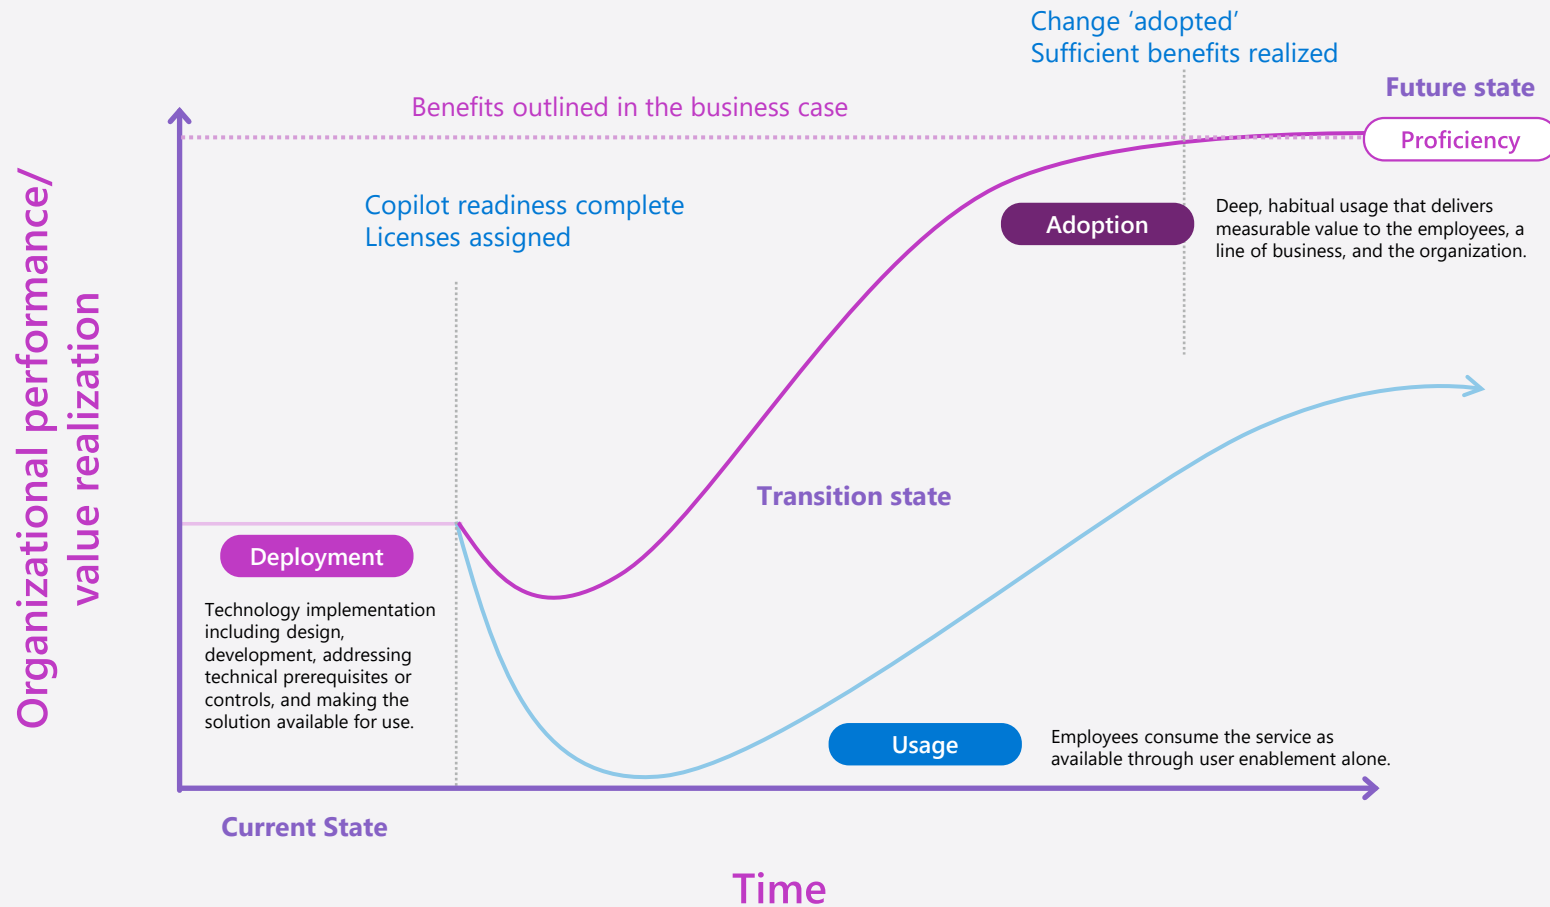 Change ‘adopted’
Sufficient benefits realized
Future state
Benefits outlined in the business case
Proficiency
Organizational performance/
value realization
Copilot readiness complete
Licenses assigned
Adoption
Deep, habitual usage that delivers
measurable value to the employees, a
line of business, and the organization.
Transition state
Deployment
Technology implementation
including design,
development, addressing
technical prerequisites or
controls, and making the
solution available for use.
Usage
Employees consume the service as
available through user enablement alone.
Current State
Time